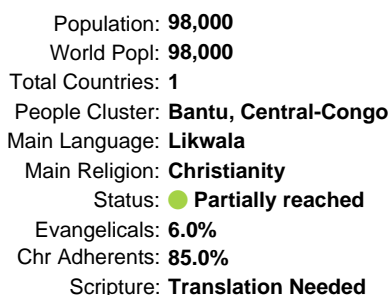 Population: 98,000
World Popl: 98,000
Total Countries: 1
People Cluster: Bantu, Central-Congo
Main Language: Likwala
Main Religion: Christianity
Status: Partially reached
Evangelicals: 6.0%
Chr Adherents: 85.0%
Scripture: Translation Needed